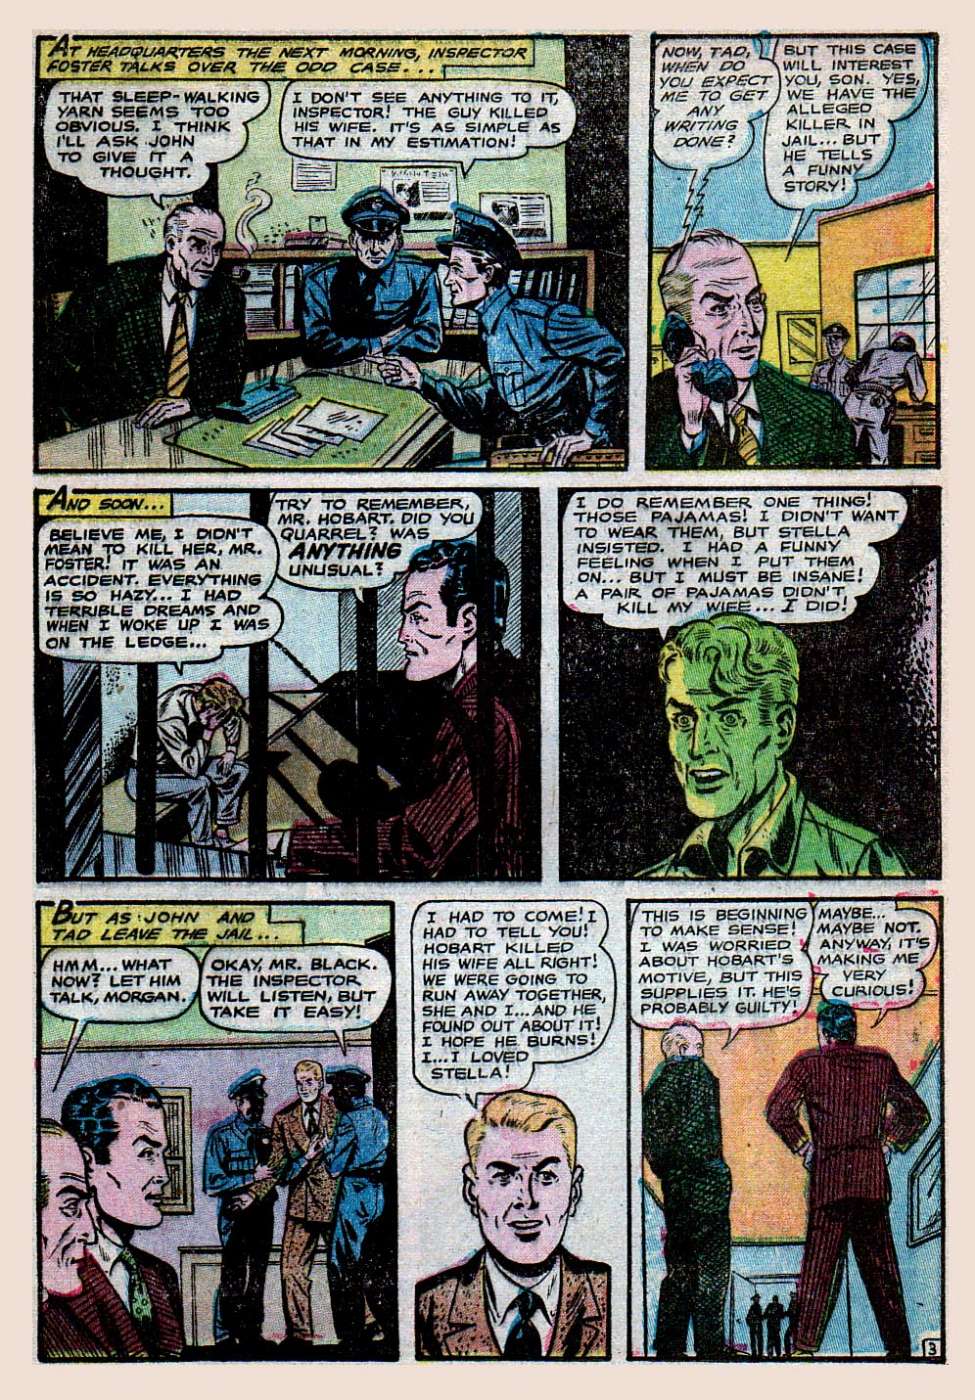 AT HEADQUARTERS THE NEXT MORNING, INSPECTOR
FOSTER TALKS OVER THE ODD CASE...
THAT SLEEP-WALKING
YARN SEEMS TOO
OBVIOUS. I THINK
I'LL ASK JOHN
TO GIVE IT A
THOUGHT.
I DON'T SEE ANYTHING TO IT,
INSPECTOR! THE GUY KILLED
HIS WIFE. IT'S AS SIMPLE AS
THAT IN MY ESTIMATION!
NOW, TAD,
WHEN DO
YOU EXPECT
ME TO GET
ANY
WRITING
DONE?
BUT THIS CASE
WILL INTEREST
YOU, SON. YES,
WE HAVE THE
ALLEGED
KILLER IN
JAIL... BUT
HE TELLS
A FUNNY
STORY!
AND SOON...
BELIEVE ME, I DIDN'T
MEAN TO KILL HER, MR.
FOSTER! IT WAS AN
ACCIDENT. EVERYTHING
IS SO HAZY... I HAD
TERRIBLE DREAMS AND
WHEN I WOKE UP I WAS
ON THE LEDGE...
TRY TO REMEMBER,
MR. HOBART. DID YOU
QUARREL? WAS
ANYTHING
UNUSUAL?
I DO REMEMBER ONE THING!
THOSE PAJAMAS! I DIDN'T WANT
TO WEAR THEM, BUT STELLA
INSISTED. I HAD A FUNNY
FEELING WHEN I PUT THEM
ON... BUT I MUST BE INSANE!
A PAIR OF PAJAMAS DIDN'T
KILL MY WIFE... I DID!
BUT AS JOHN AND
TAD LEAVE THE JAIL...
HMM... WHAT
NOW? LET HIM
TALK, MORGAN.
OKAY, MR. BLACK.
THE INSPECTOR
WILL LISTEN, BUT
TAKE IT EASY!
I HAD TO COME! I
HAD TO TELL YOU!
HOBART KILLED
HIS WIFE ALL RIGHT!
WE WERE GOING TO
RUN AWAY TOGETHER,
SHE AND I...AND HE
FOUND OUT ABOUT IT!
I HOPE HE BURNS!
I...I LOVED
STELLA!
THIS IS BEGINNING
TO MAKE SENSE!
I WAS WORRIED
ABOUT HOBART'S
MOTIVE, BUT THIS
SUPPLIES IT. HE'S
PROBABLY GUILTY!
MAYBE...
MAYBE NOT.
ANYWAY, IT'S
MAKING ME
VERY
CURIOUS!
3